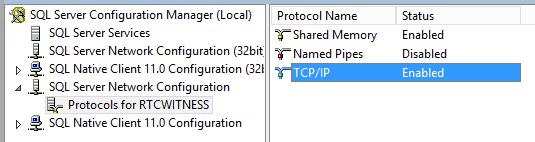 SQL Server Configuration Manager (Local)
SQL Server Services
SQL Server Network Configuration (32bit
SQL Native Client 11.0 Configuration (32b
SQL Server Network Configuration
Protocols for RTCWITNESS
SQL Native Client 11.0 Configuration
Protocol Name Status
Shared Memory Enabled
Named Pipes Disabled
TCP/IP Enabled